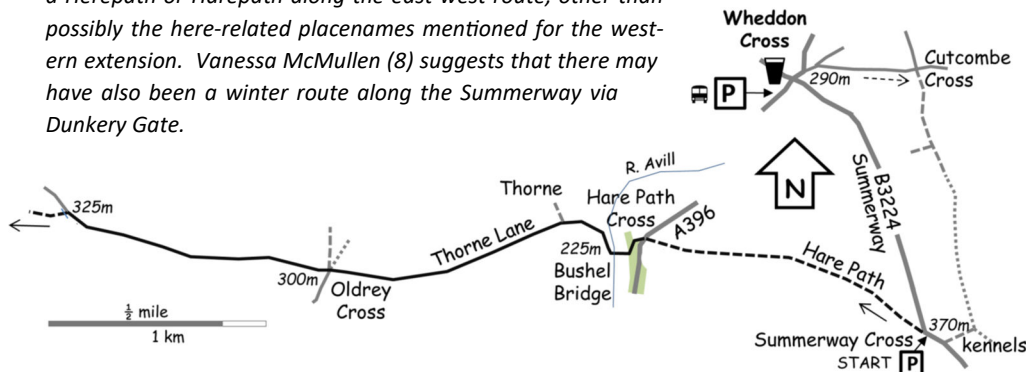 a Herepath or Harepath along the east-west route, other than
possibly the here-related placenames mentioned for the west-
ern extension. Vanessa McMullen (8) suggests that there may
have also been a winter route along the Summerway via
Dunkery Gate.
Wheddon
Cross
290m
Cutcombe
Cross
P
B3224
Summerway
N
R. Avill
Thorne
Hare Path
Cross
A396
325m
Thorne Lane
225m
Bushel
Bridge
Hare Path
300m
Oldrey
Cross
½ mile
1 km
370m
Summerway Cross
kennels
START P